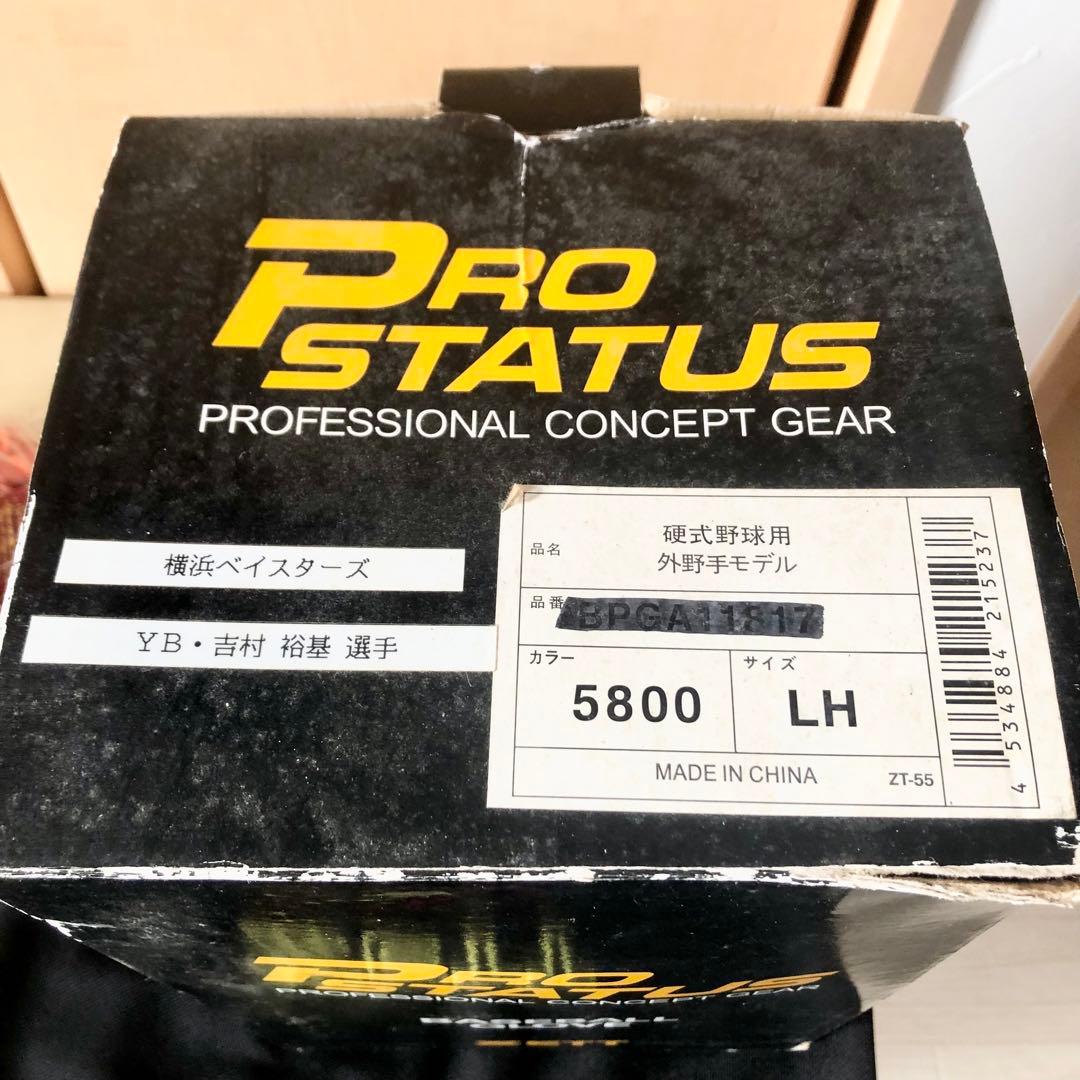 PRO
STATUS
PROFESSIONAL CONCEPT GEAR
横浜ベイスターズ
YB・吉村 裕基 選手
品名
硬式野球用
外野手モデル
品番
BPGA11817
カラー
5800
サイズ
LH
MADE IN CHINA
ZT-55
4 534884 215237
PRO
STATUS
PROFESSIONAL CONCEPT GEAR
BASEBALL